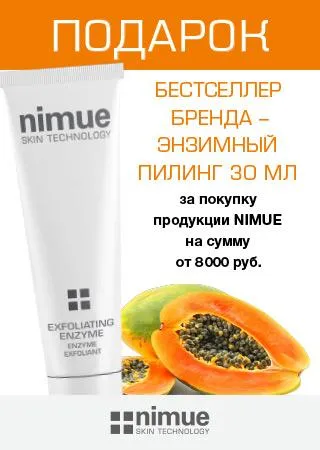 ПОДАРОК
БЕСТСЕЛЛЕР
БРЕНДА –
ЭНЗИМНЫЙ
ПИЛИНГ 30 МЛ
за покупку
продукции NIMUE
на сумму
от 8000 руб.
nimue
SKIN TECHNOLOGY
EXFOLIATING
ENZYME
ENZYME
EXFOLIANT
nimue
SKIN TECHNOLOGY